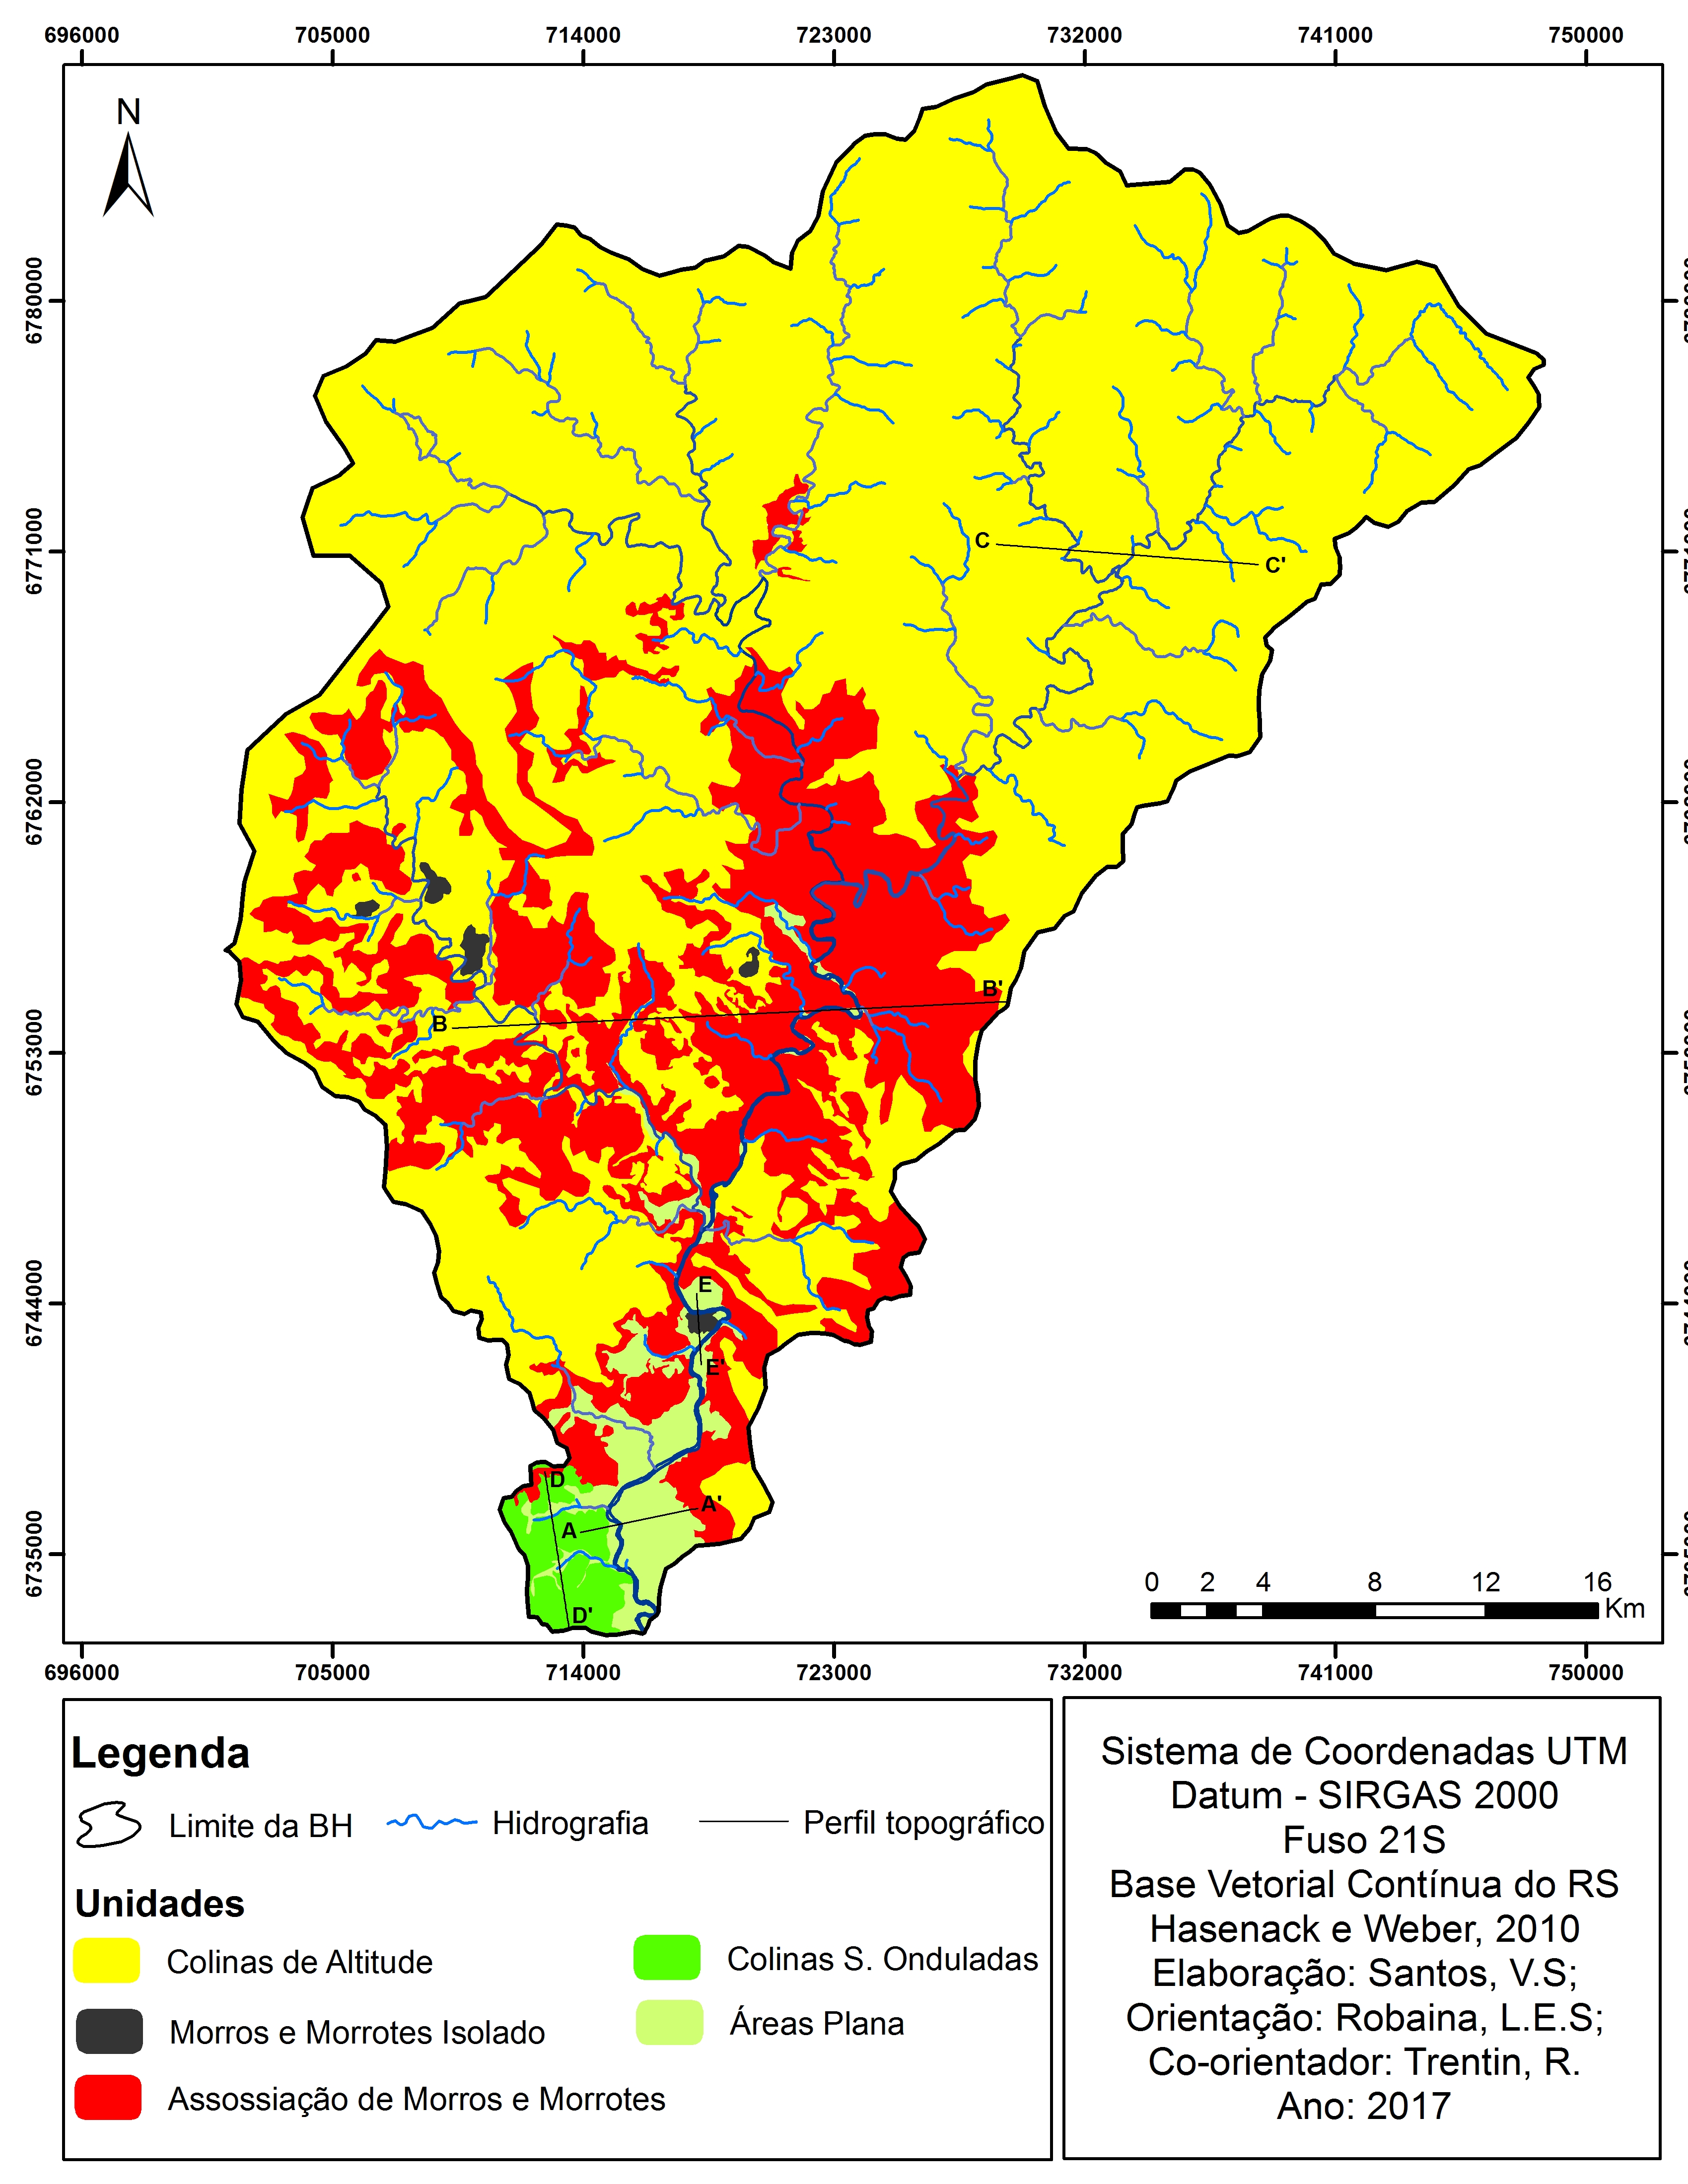 696000 705000 714000 723000 732000 741000 750000
N
6780000
6771000
6762000
6753000
6744000
6735000
C
C'
B
B'
E
E'
D
A
A'
D'
0 2 4 8 12 16
Km
696000 705000 714000 723000 732000 741000 750000
Legenda
Limite da BH
Hidrografia
Perfil topográfico
Unidades
Colinas de Altitude
Colinas S. Onduladas
Morros e Morrotes Isolado
Áreas Plana
Assossiação de Morros e Morrotes
Sistema de Coordenadas UTM
Datum - SIRGAS 2000
Fuso 21S
Base Vetorial Contínua do RS
Hasenack e Weber, 2010
Elaboração: Santos, V.S;
Orientação: Robaina, L.E.S;
Co-orientador: Trentin, R.
Ano: 2017